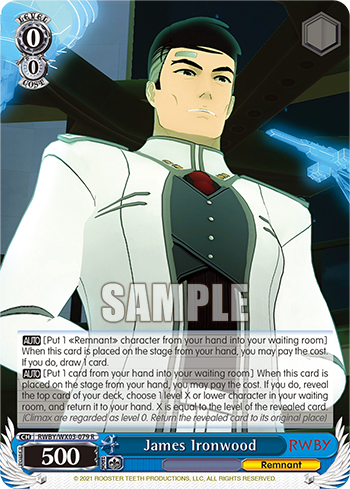 LEVEL
0
0
COST
SAMPLE
AUTO [Put 1 «Remnant» character from your hand into your waiting room]
When this card is placed on the stage from your hand, you may pay the cost.
If you do, draw 1 card.
AUTO [Put 1 card from your hand into your waiting room] When this card is
placed on the stage from your hand, you may pay the cost. If you do, reveal
the top card of your deck, choose 1 level X or lower character in your waiting
room, and return it to your hand. X is equal to the level of the revealed card.
(Climax are regarded as level 0. Return the revealed card to its original place)
CH RWBY/WX03-079 R
James Ironwood
RWBY
POWER
500
Remnant
© 2021 ROOSTER TEETH PRODUCTIONS, LLC, ALL RIGHTS RESERVED.